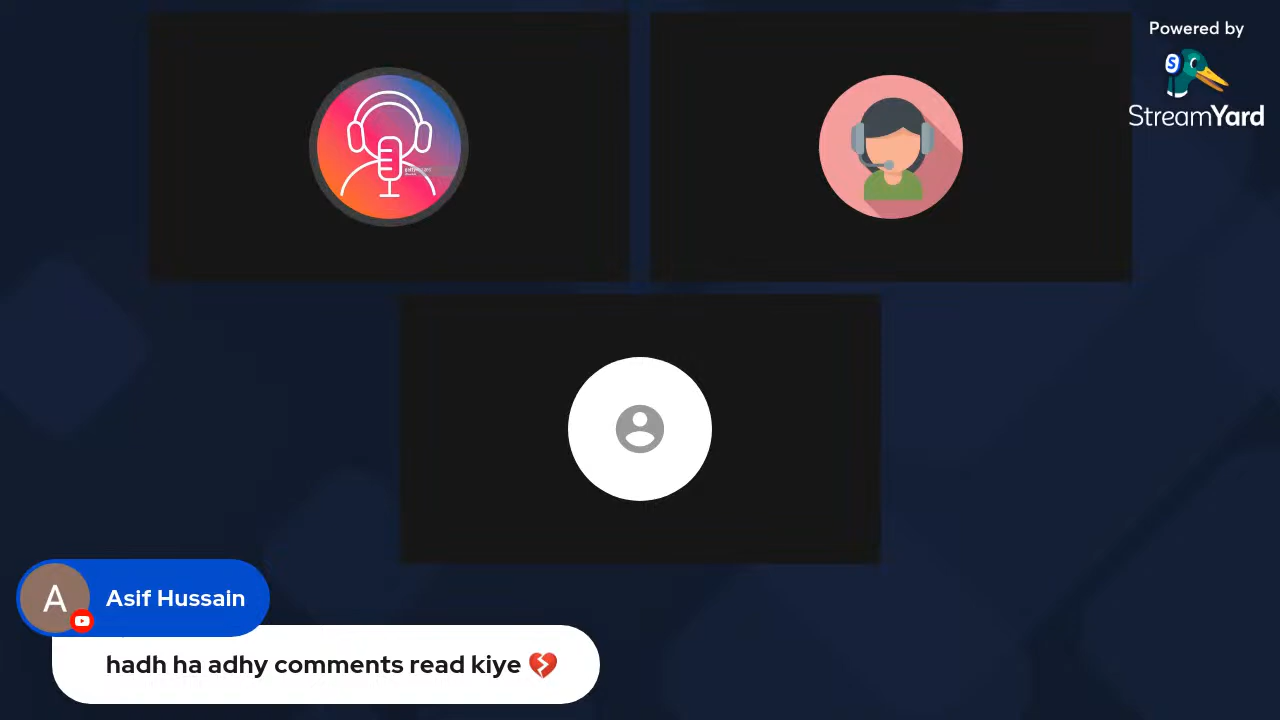 Powered by
StreamYard
A
Asif Hussain
hadh ha adhy comments read kiye 💔